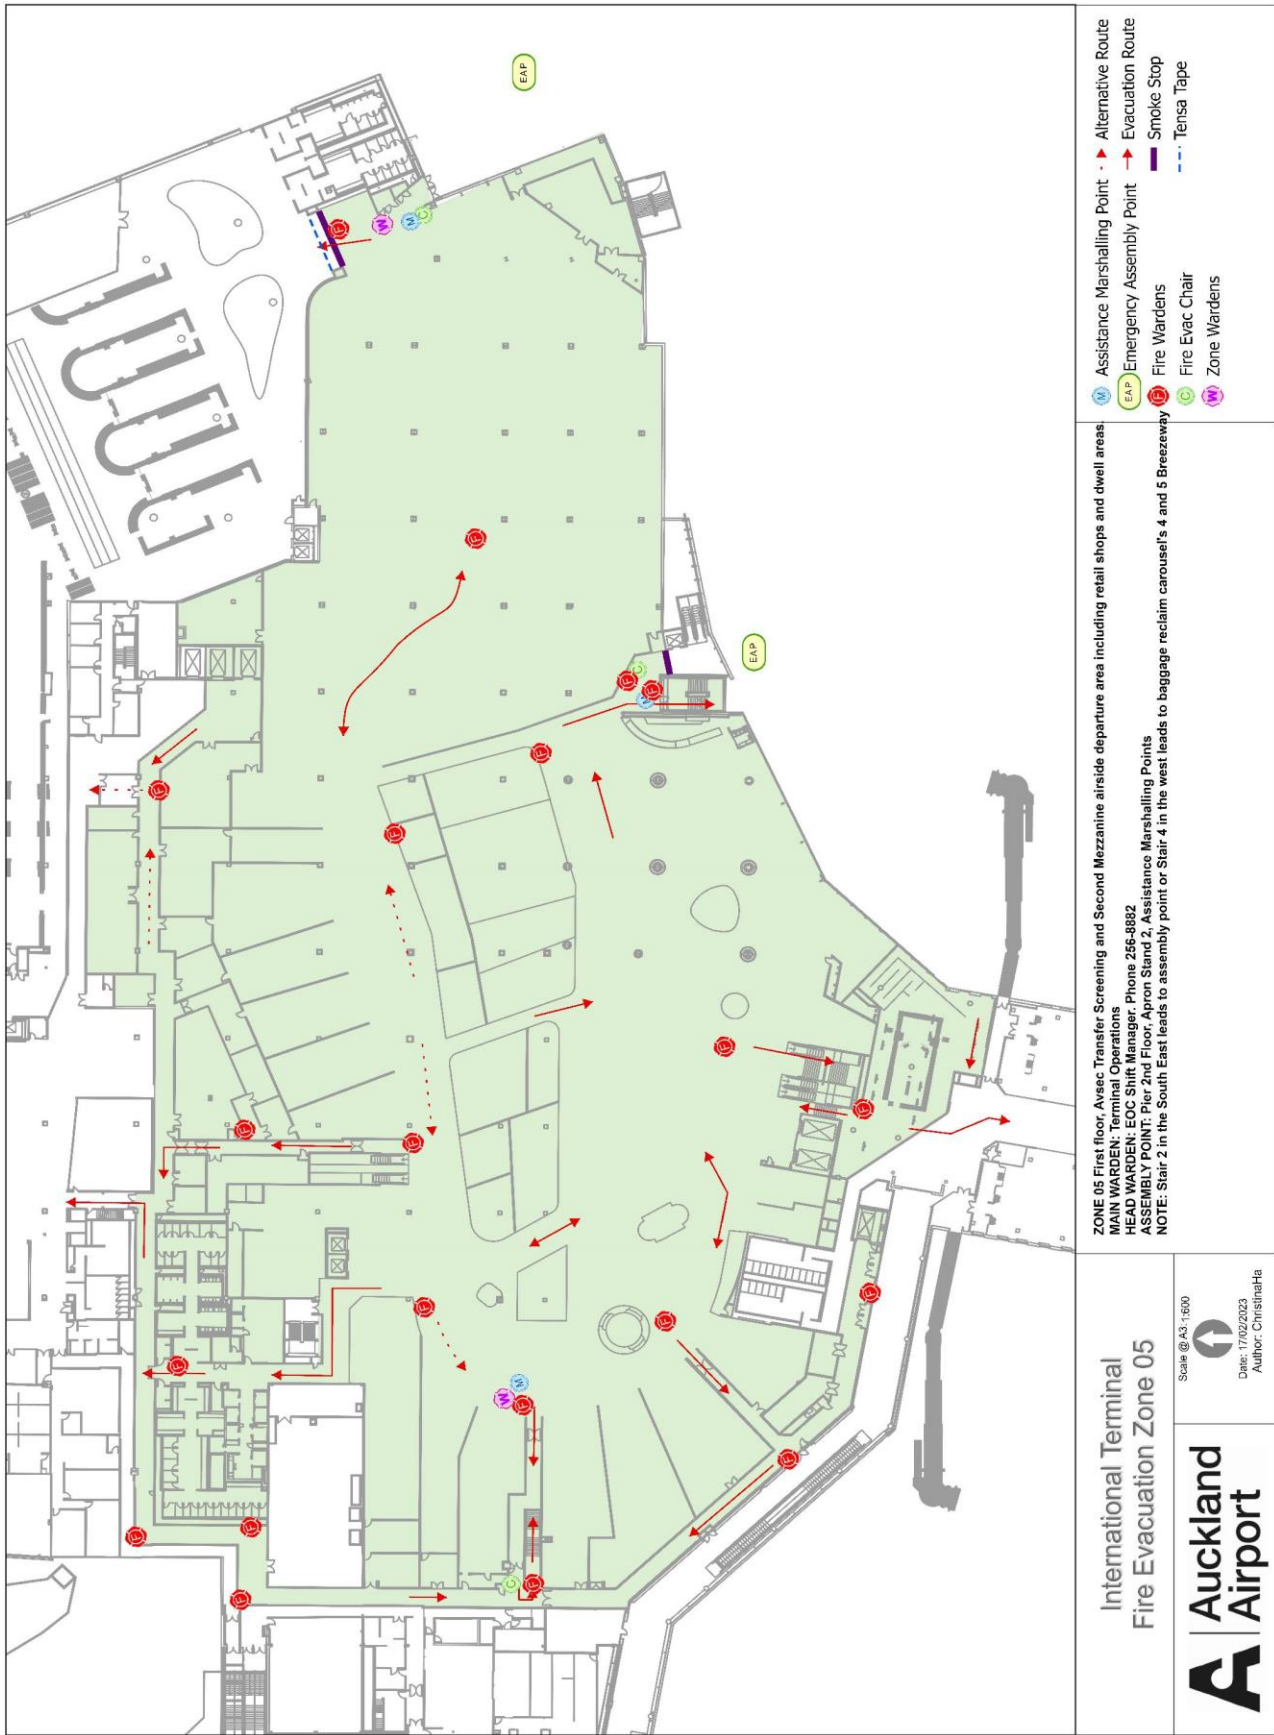 EAP
EAP
F
W
M
C
F
F
C
F
M
F
F
F
F
F
F
F
F
F
F
F
F
W
M
F
F
F
F
F
C
F
International Terminal
Fire Evacuation Zone 05
A Auckland
Airport
Scale @ A3 1:600
Date: 17/02/2023
Author: ChristinaHa
ZONE 05 First floor, Avsec Transfer Screening and Second Mezzanine airside departure area including retail shops and dwell areas.
MAIN WARDEN: Terminal Operations
HEAD WARDEN: EOC Shift Manager. Phone 256-8882
ASSEMBLY POINT: Pier 2nd Floor, Apron Stand 2, Assistance Marshalling Points
NOTE: Stair 2 in the South East leads to assembly point or Stair 4 in the west leads to baggage reclaim carousel's 4 and 5 Breezeway
M Assistance Marshalling Point
EAP Emergency Assembly Point
F Fire Wardens
C Fire Evac Chair
W Zone Wardens
Alternative Route
Evacuation Route
Smoke Stop
Tensa Tape